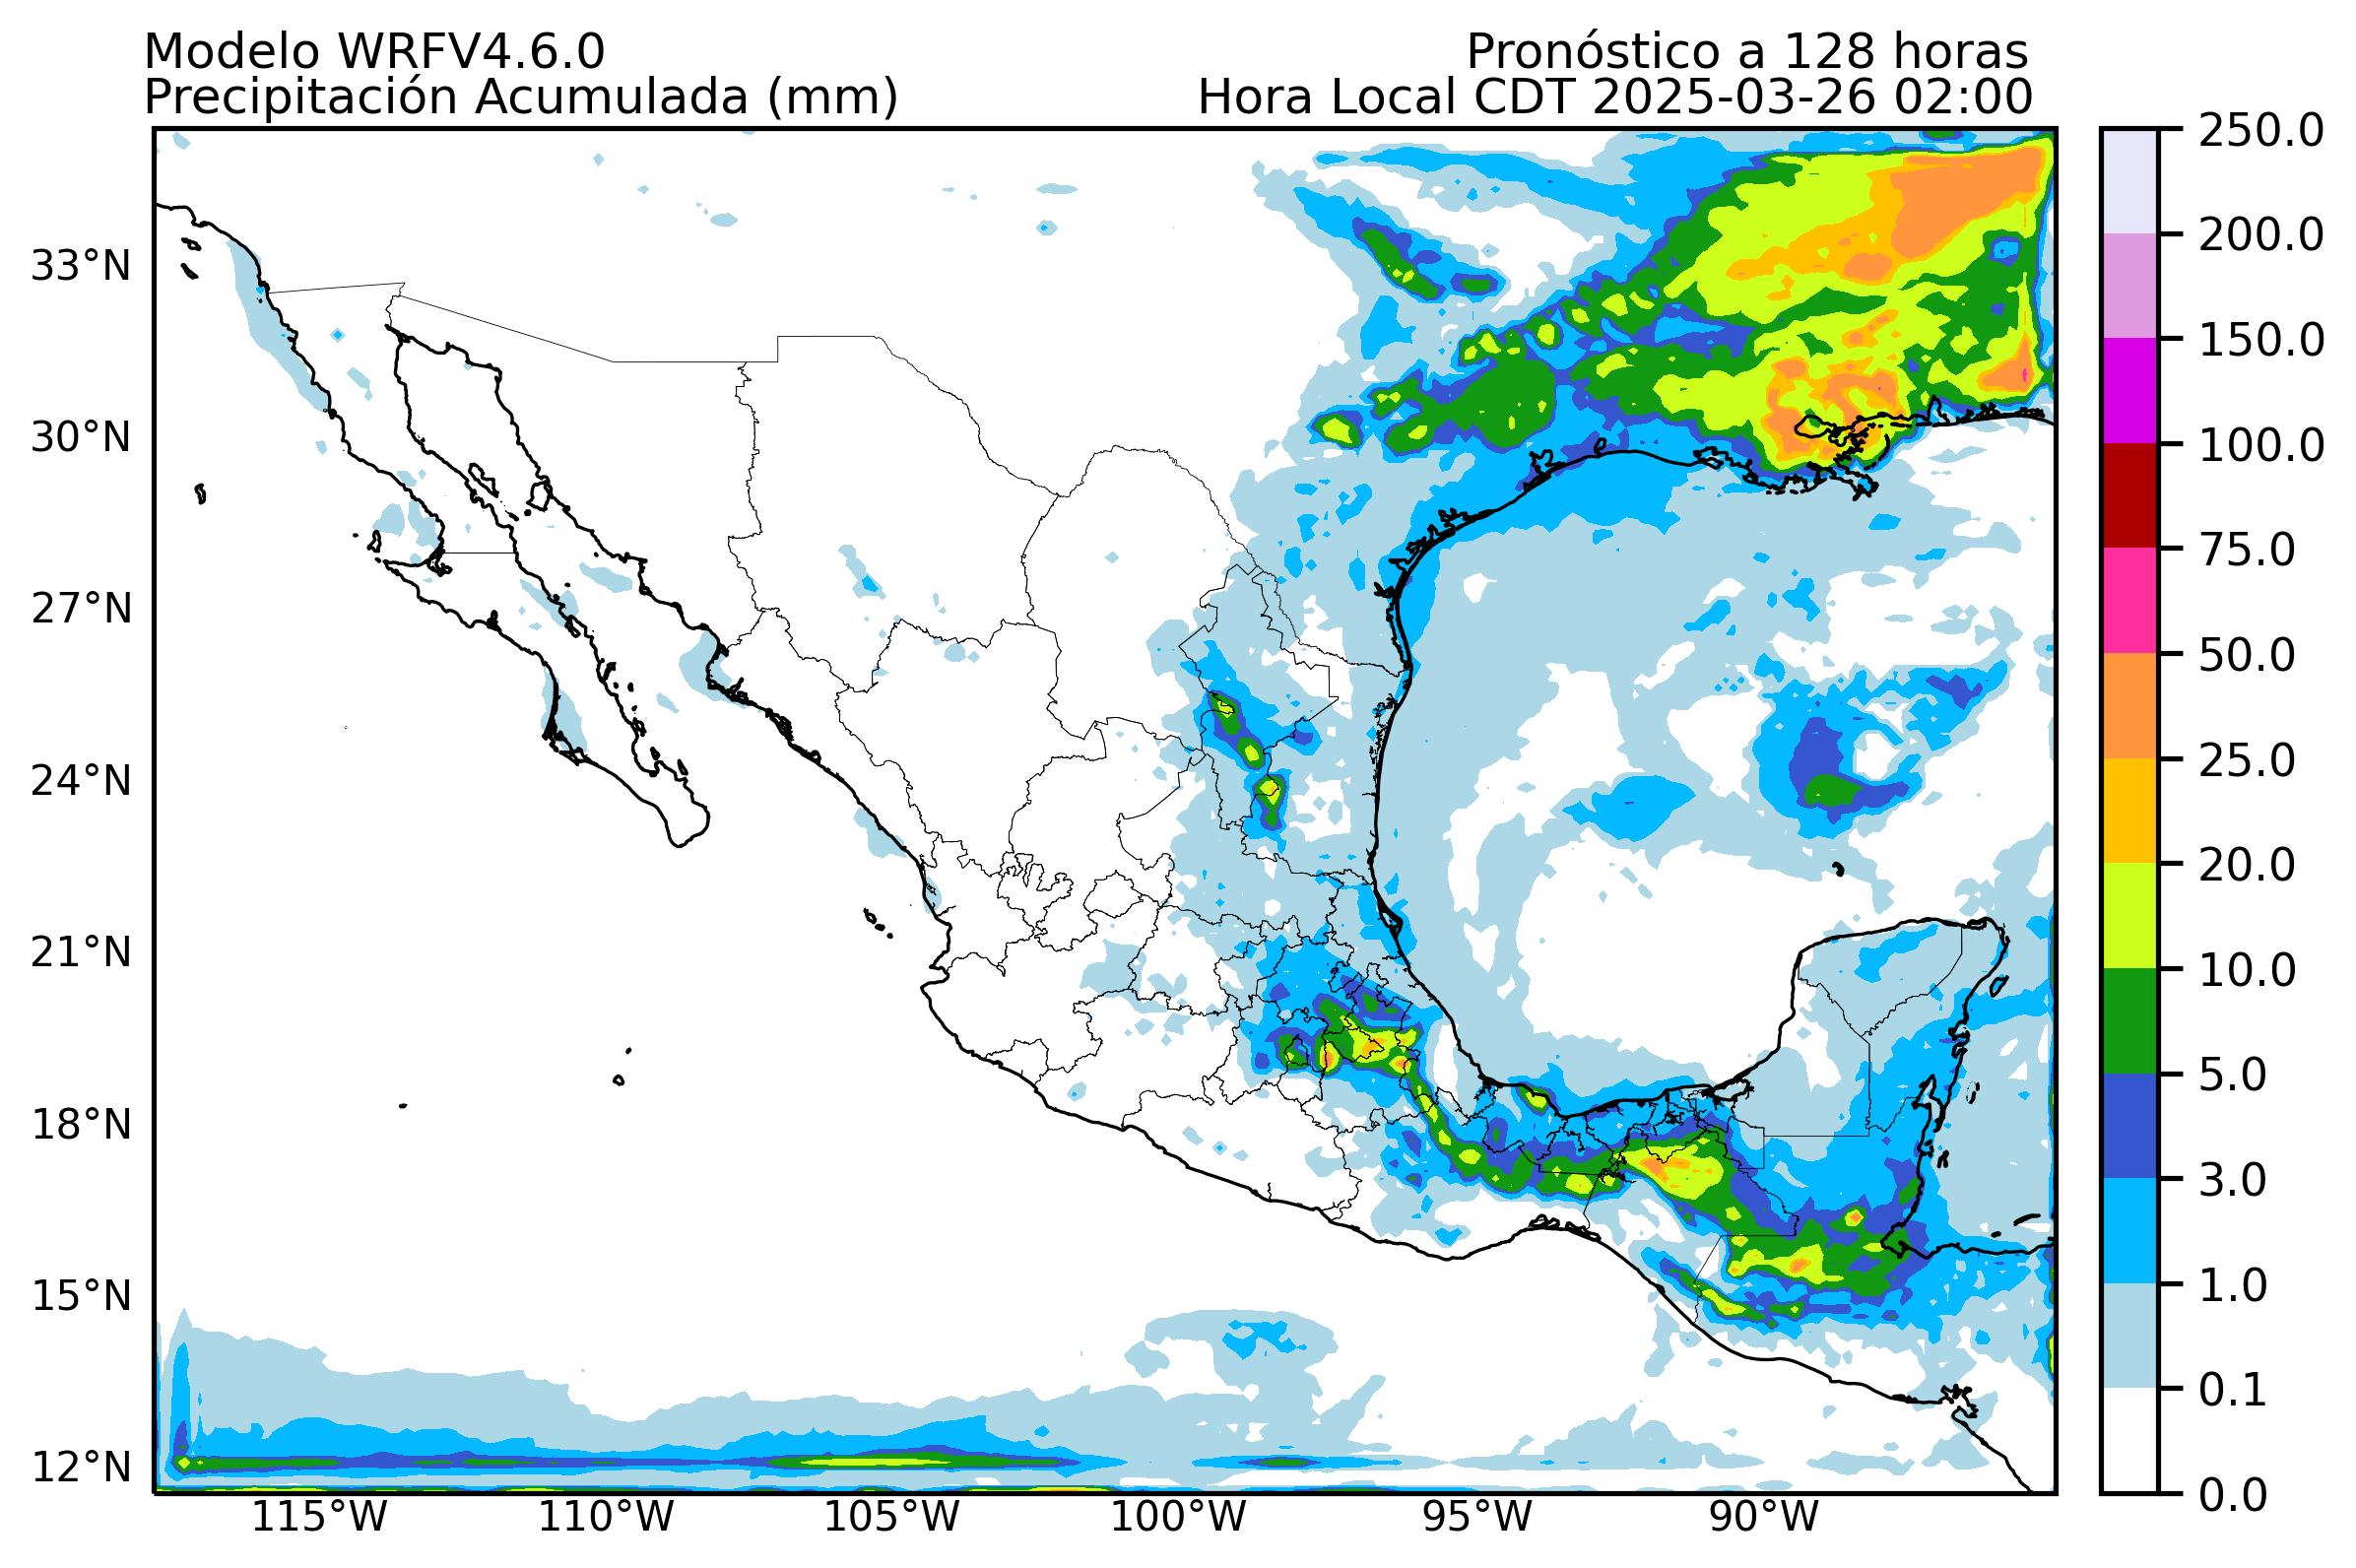 Modelo WRFV4.6.0
Pronóstico a 128 horas
Precipitación Acumulada (mm)
Hora Local CDT 2025-03-26 02:00
33°N
30°N
27°N
24°N
21°N
18°N
15°N
12°N
115°W
110°W
105°W
100°W
95°W
90°W
250.0
200.0
150.0
100.0
75.0
50.0
25.0
20.0
10.0
5.0
3.0
1.0
0.1
0.0